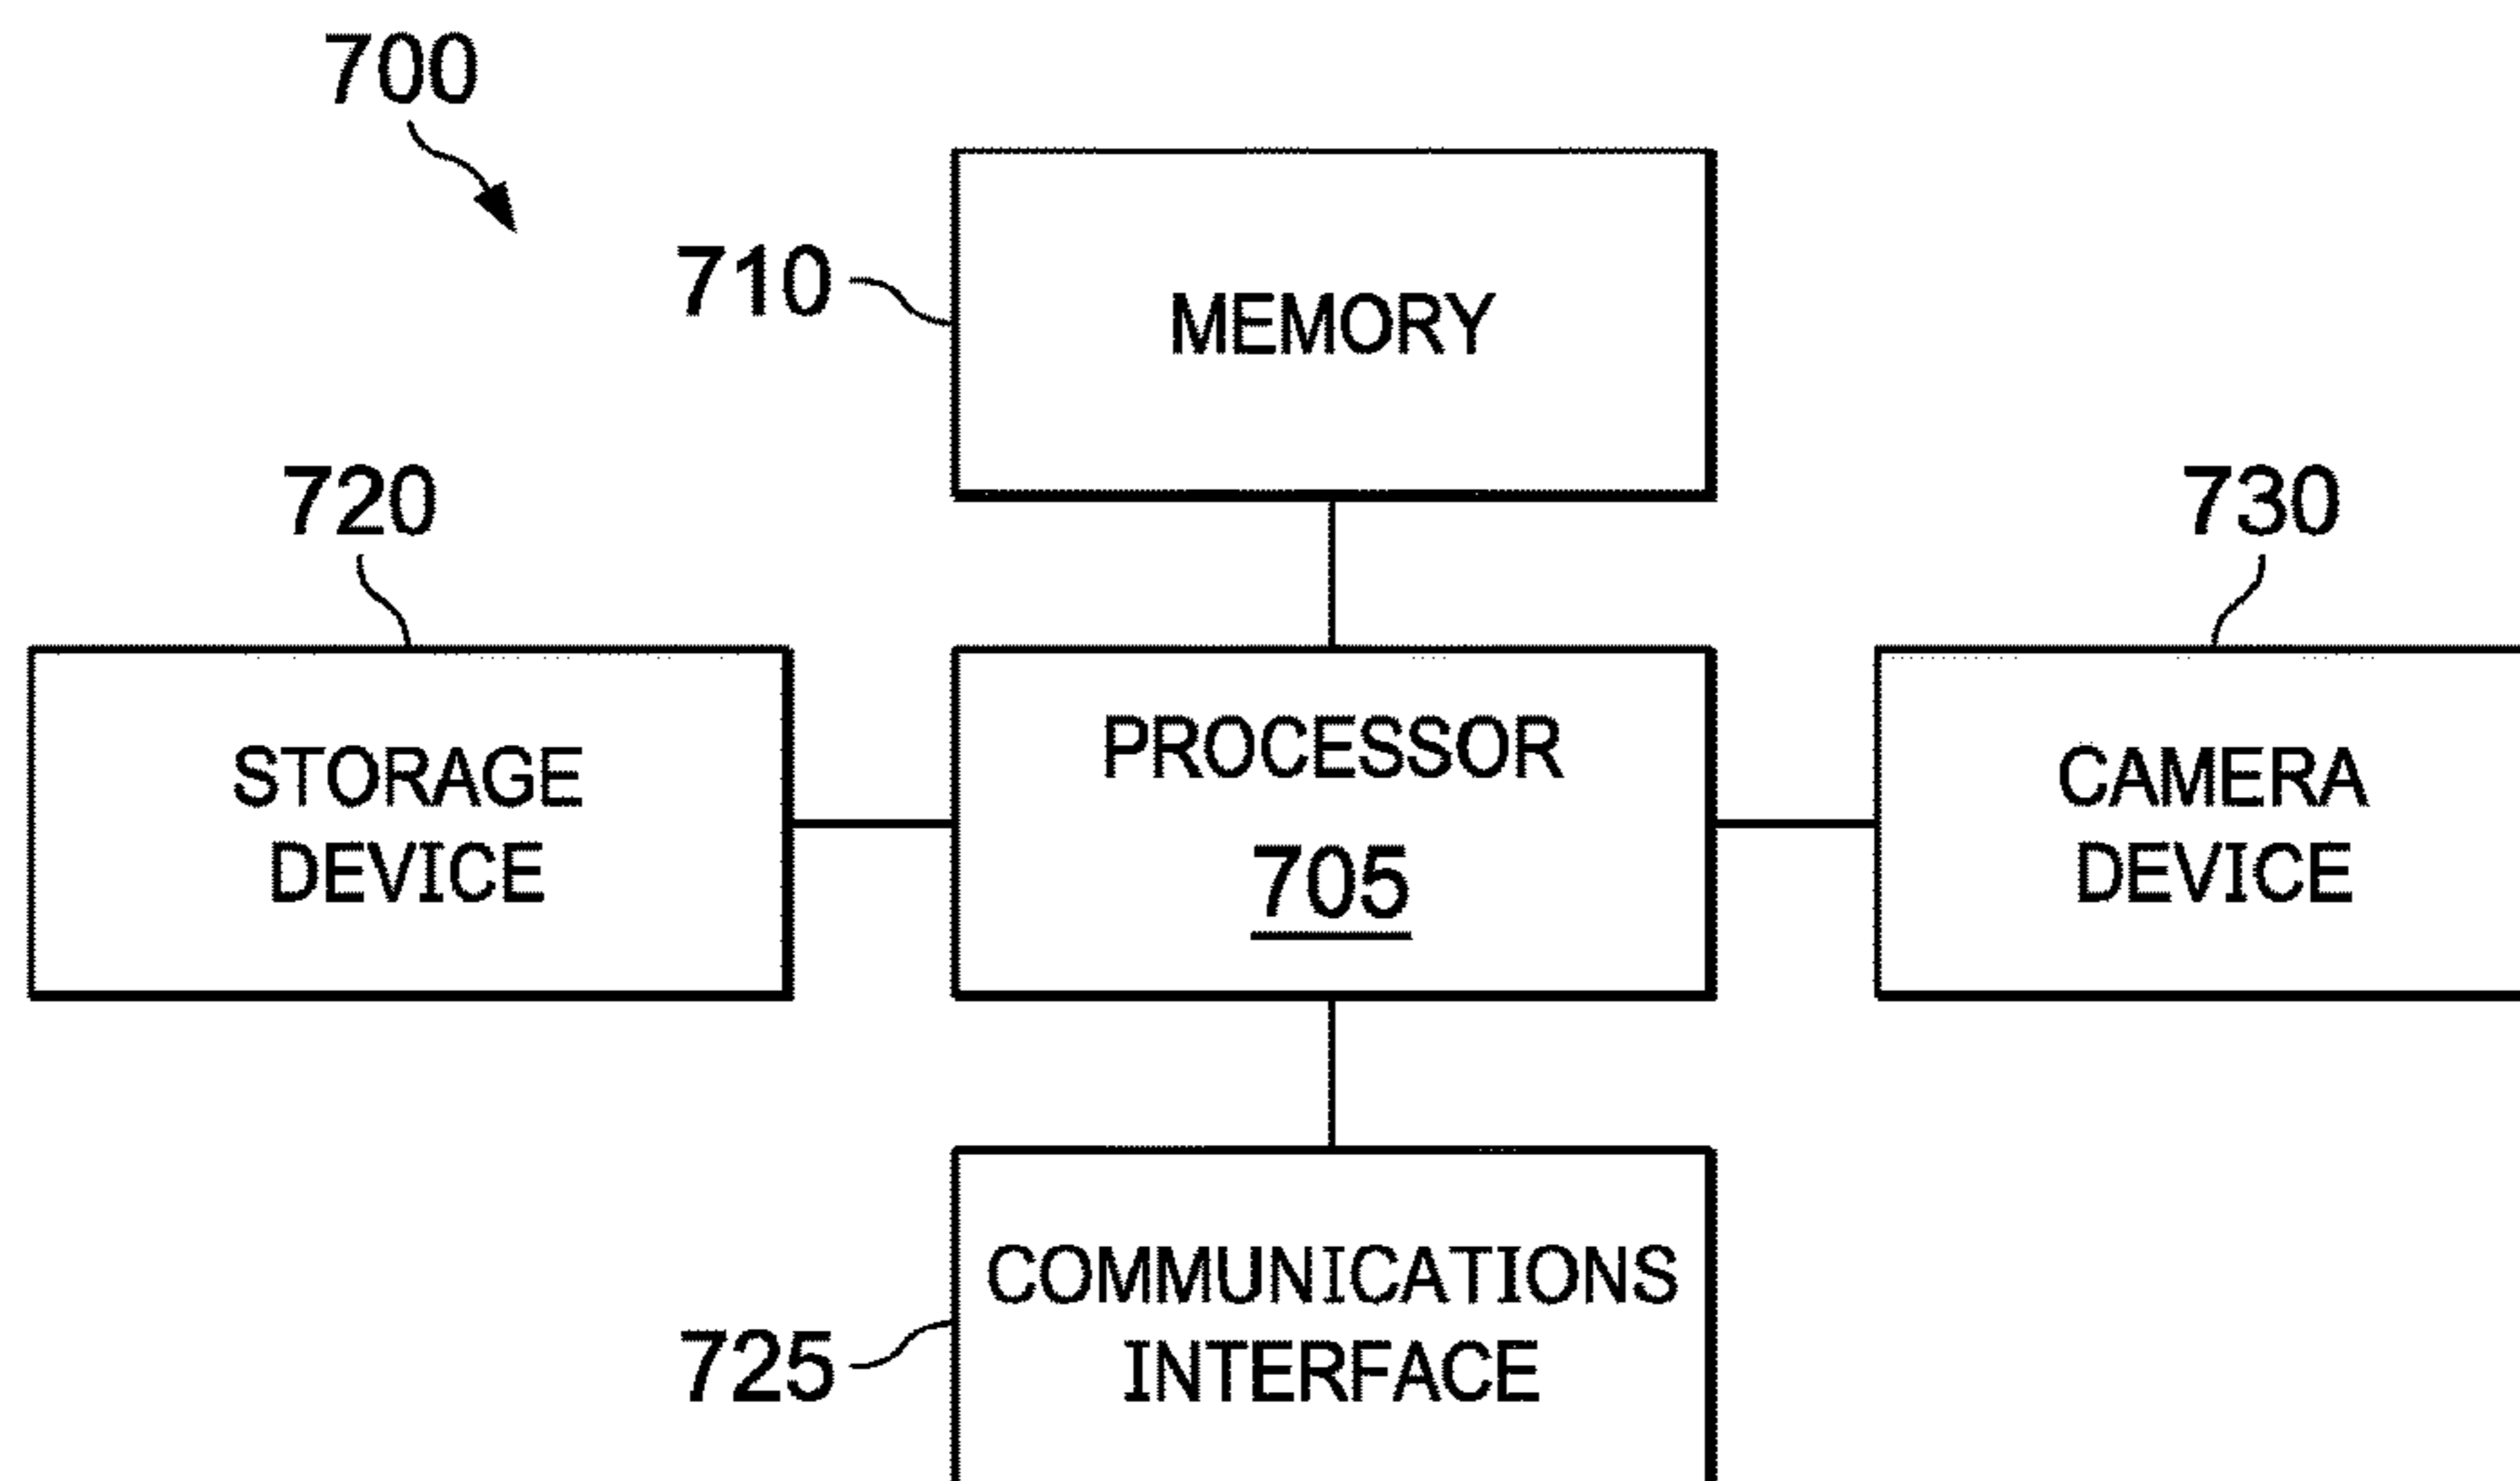 700
710
MEMORY
720
730
STORAGE
DEVICE
PROCESSOR
705
CAMERA
DEVICE
725
COMMUNICATIONS
INTERFACE